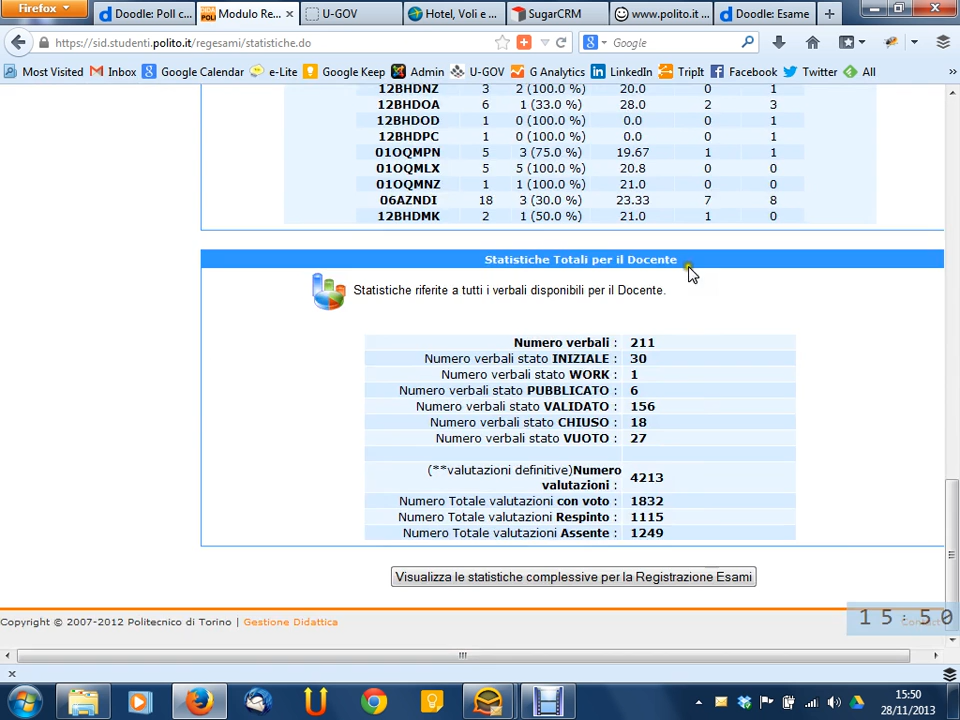 Firefox
Doodle: Poll c...
Modulo Re...
U-GOV
Hotel, Voli e ...
SugarCRM
www.polito.it ...
Doodle: Esame
https://sid.studenti.polito.it/regesami/statistiche.do
Google
Most Visited Inbox Google Calendar e-Lite Google Keep Admin U-GOV G Analytics LinkedIn TripIt Facebook Twitter All
12BHDNZ 3 2 (100.0 %) 20.0 0 1
12BHDOA 6 1 (33.0 %) 28.0 2 3
12BHDOD 1 0 (100.0 %) 0.0 0 1
12BHDPC 1 0 (100.0 %) 0.0 0 1
01OQMPN 5 3 (75.0 %) 19.67 1 1
01OQMLX 5 5 (100.0 %) 20.8 0 0
01OQMNZ 1 1 (100.0 %) 21.0 0 0
06AZNDI 18 3 (30.0 %) 23.33 7 8
12BHDMK 2 1 (50.0 %) 21.0 1 0
Statistiche Totali per il Docente
Statistiche riferite a tutti i verbali disponibili per il Docente.
Numero verbali : 211
Numero verbali stato INIZIALE : 30
Numero verbali stato WORK : 1
Numero verbali stato PUBBLICATO : 6
Numero verbali stato VALIDATO : 156
Numero verbali stato CHIUSO : 18
Numero verbali stato VUOTO : 27
(**valutazioni definitive)Numero
valutazioni : 4213
Numero Totale valutazioni con voto : 1832
Numero Totale valutazioni Respinto : 1115
Numero Totale valutazioni Assente : 1249
Visualizza le statistiche complessive per la Registrazione Esami
Copyright © 2007-2012 Politecnico di Torino | Gestione Didattica
15:50
15:50
28/11/2013